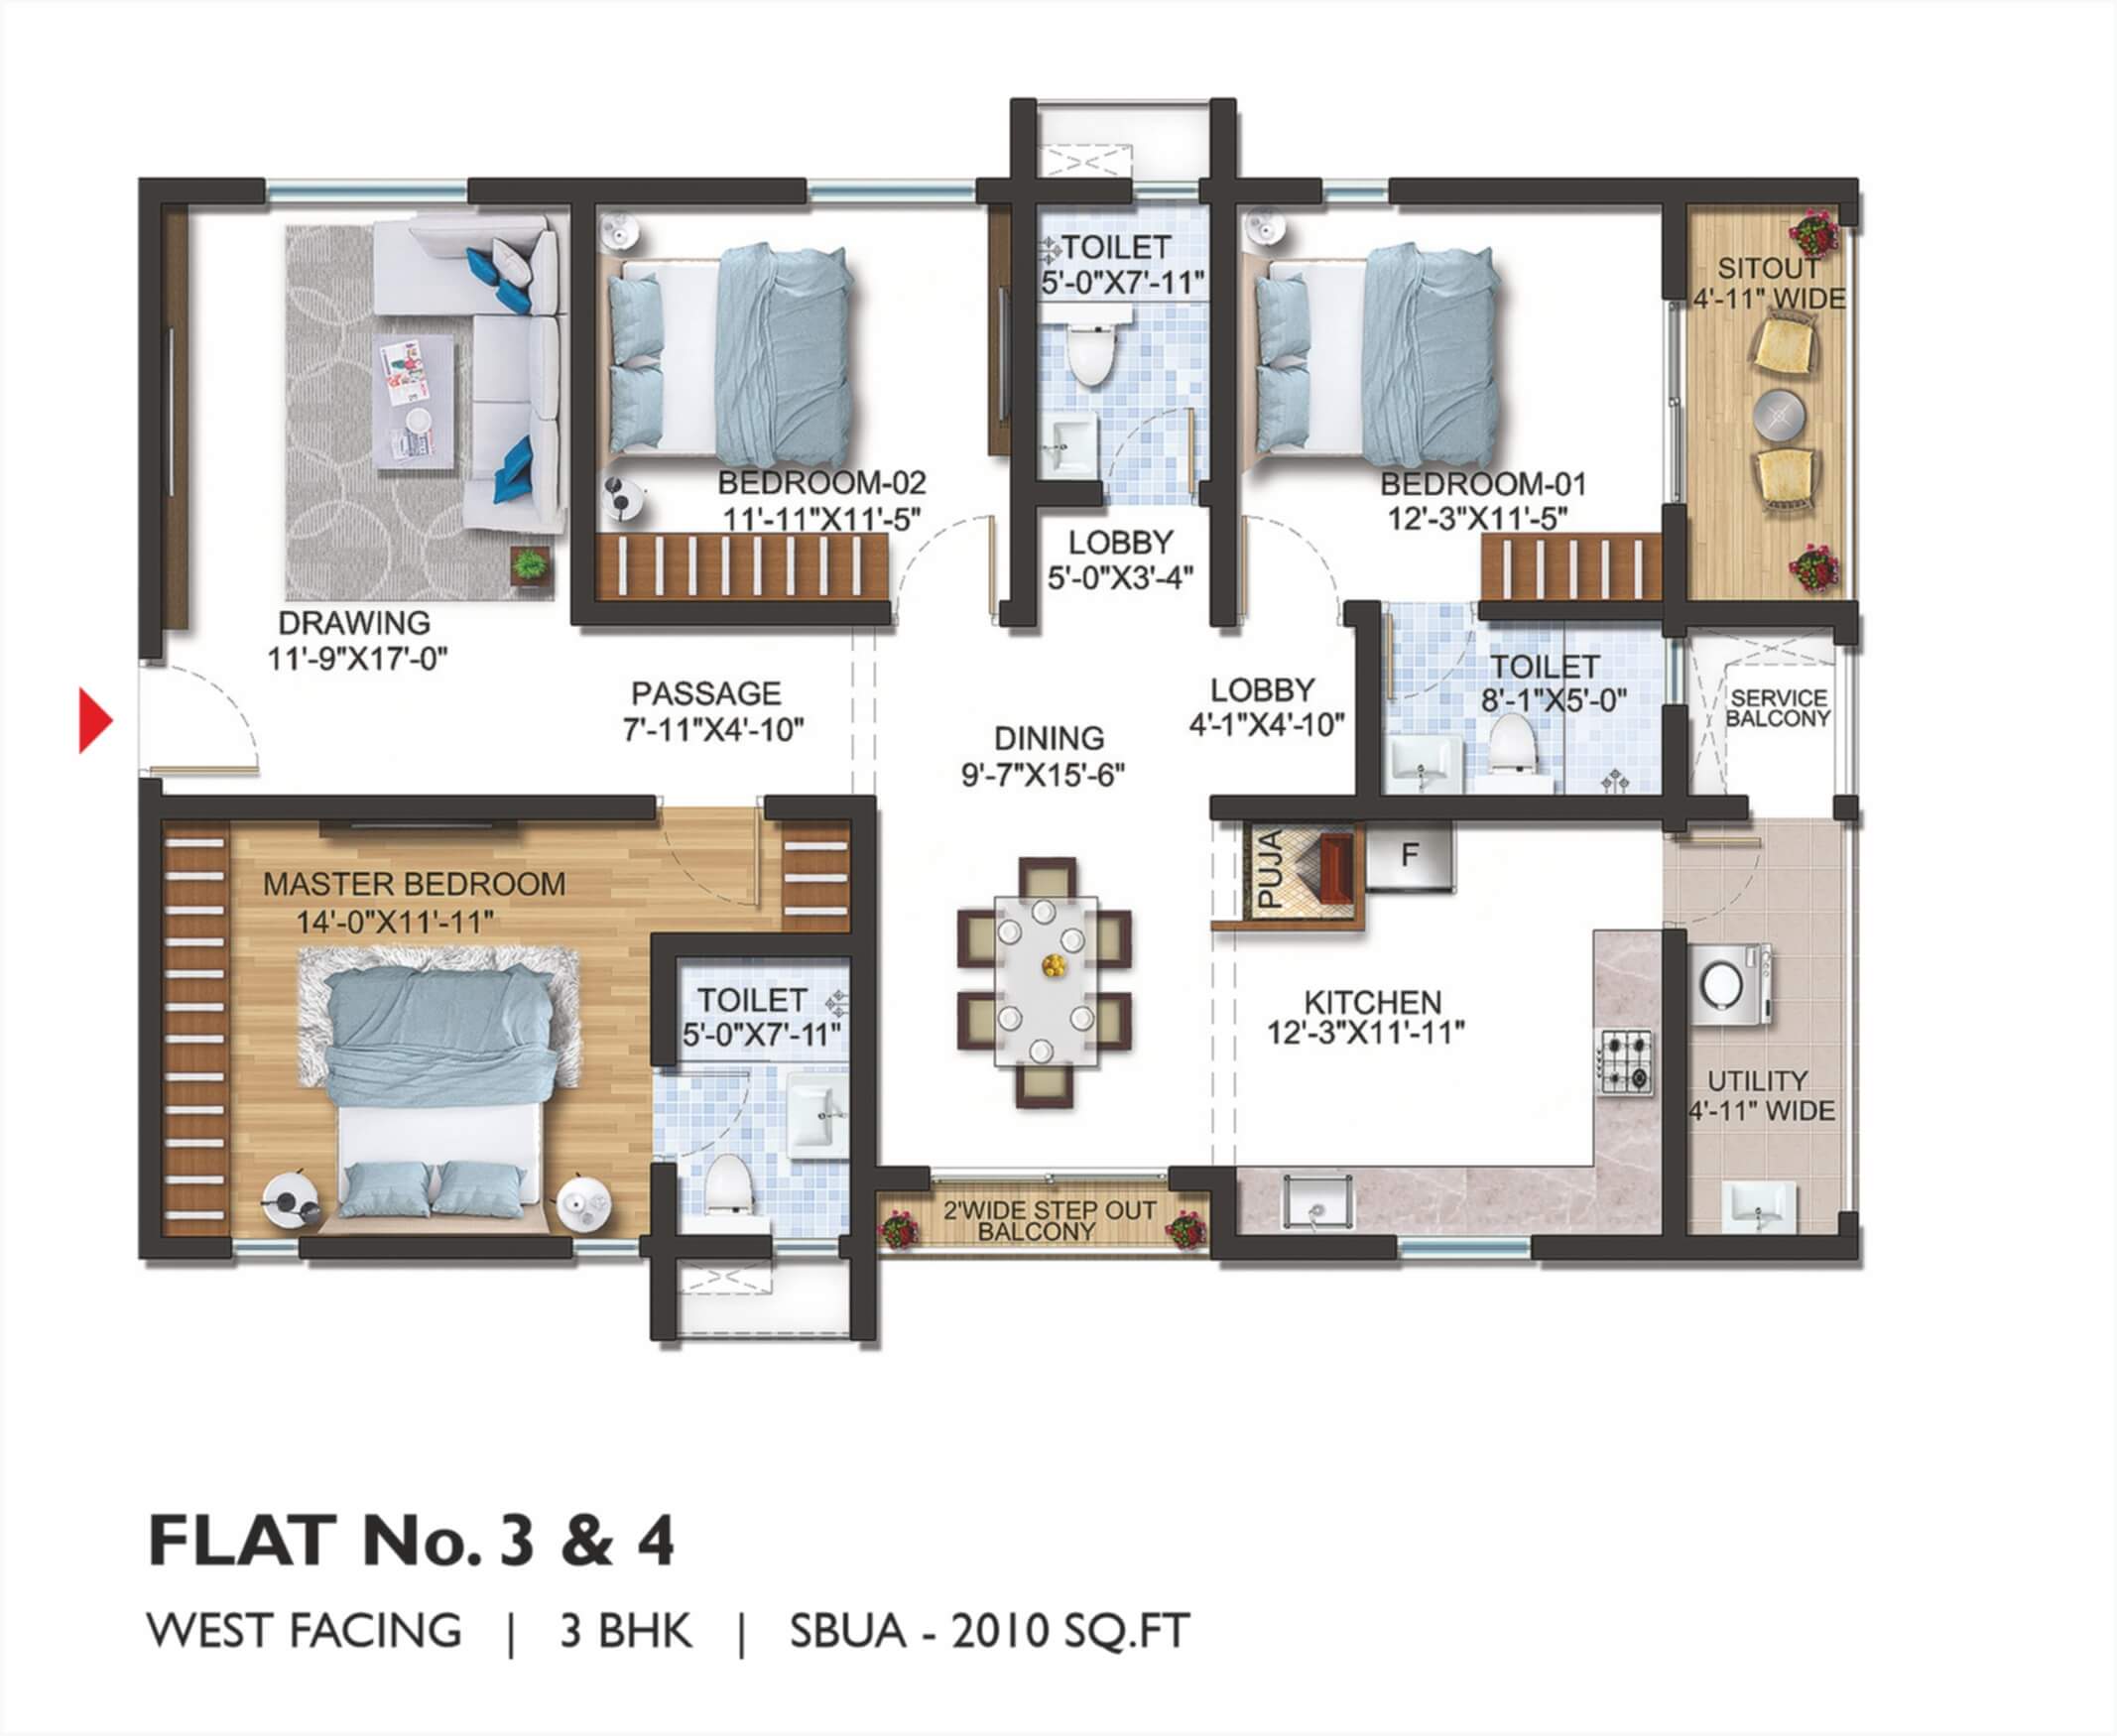 TOILET
5'-0"X7'-11"
SITOUT
4'-11" WIDE
BEDROOM-02
11'-11"X11'-5"
BEDROOM-01
12'-3"X11'-5"
LOBBY
5'-0"X3'-4"
DRAWING
11'-9"X17'-0"
PASSAGE
7'-11"X4'-10"
LOBBY
4'-1"X4'-10"
TOILET
8'-1"X5'-0"
SERVICE
BALCONY
DINING
9'-7"X15'-6"
PUJA
F
MASTER BEDROOM
14'-0"X11'-11"
TOILET
5'-0"X7'-11"
KITCHEN
12'-3"X11'-11"
UTILITY
4'-11" WIDE
2'WIDE STEP OUT
BALCONY
FLAT No. 3 & 4
WEST FACING | 3 BHK | SBUA - 2010 SQ.FT